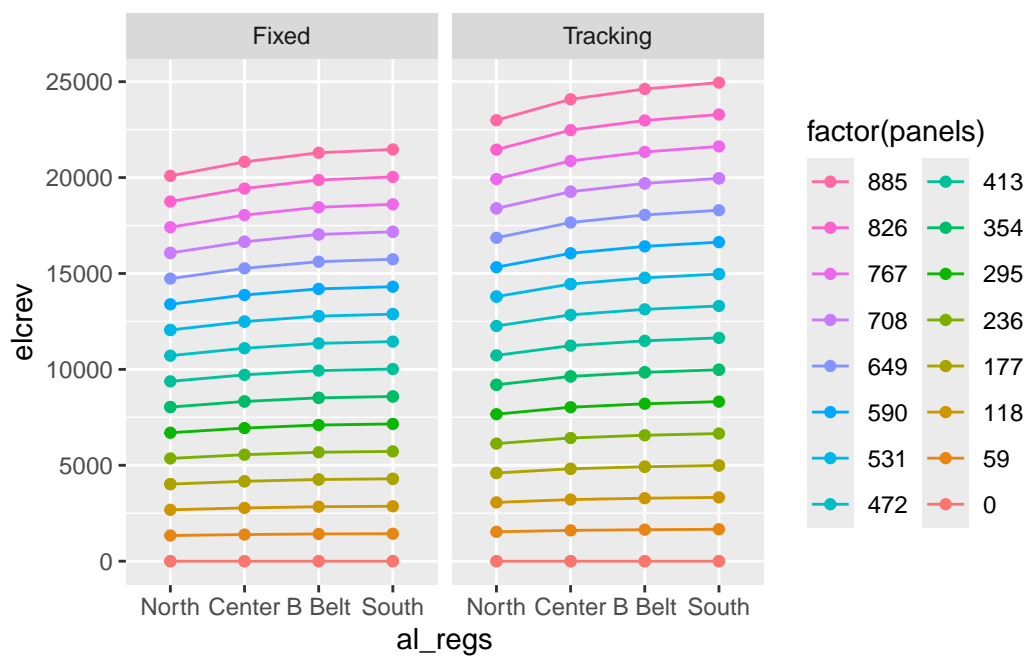 Fixed Tracking
25000
20000
15000
10000
5000
0
elcrev
North Center B Belt South North Center B Belt South
al_regs
factor(panels)
885 413
826 354
767 295
708 236
649 177
590 118
531 59
472 0